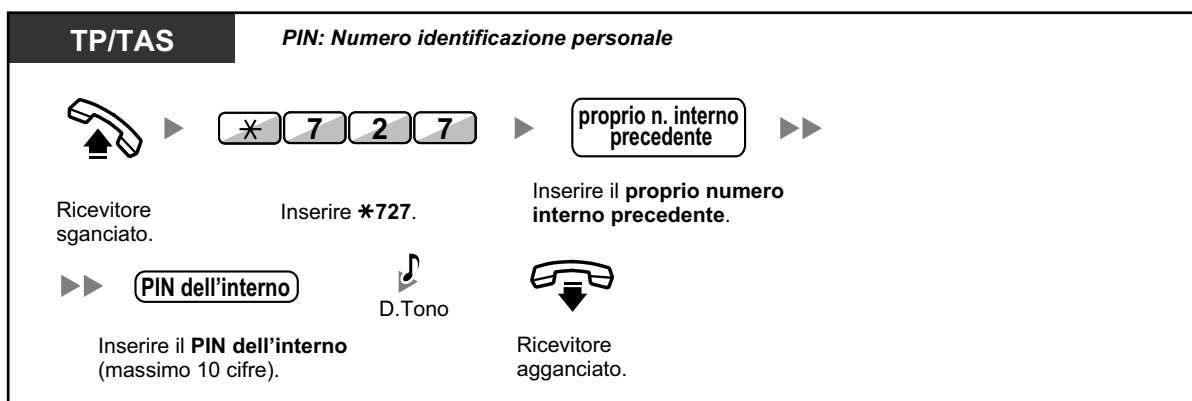 TP/TAS
PIN: Numero identificazione personale
✳ 7 2 7
proprio n. interno
precedente
Ricevitore
sganciato.
Inserire ✳727.
Inserire il proprio numero
interno precedente.
PIN dell'interno
D.Tono
Inserire il PIN dell'interno
(massimo 10 cifre).
Ricevitore
agganciato.